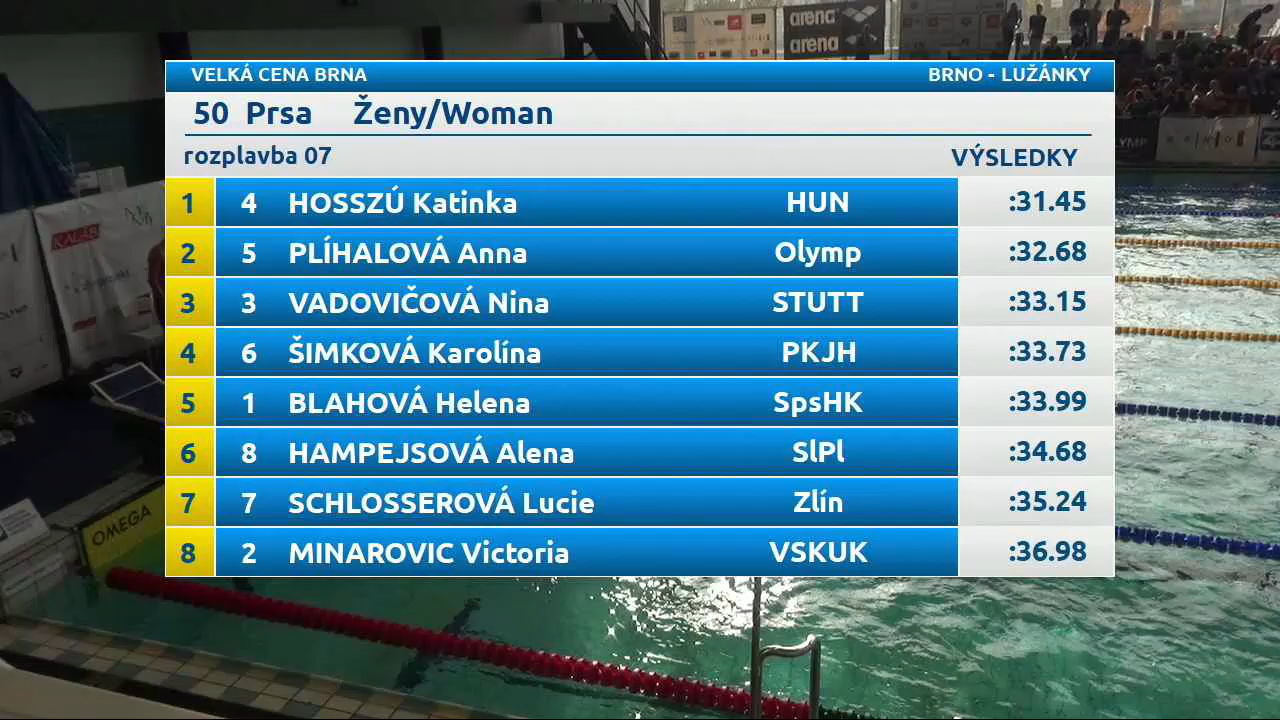 arena
arena
VELKÁ CENA BRNA BRNO - LUŽÁNKY
50 Prsa Ženy/Woman
rozplavba 07 VÝSLEDKY
1 4 HOSSZÚ Katinka HUN :31.45
2 5 PLÍHALOVÁ Anna Olymp :32.68
3 3 VADOVIČOVÁ Nina STUTT :33.15
4 6 ŠIMKOVÁ Karolína PKJH :33.73
5 1 BLAHOVÁ Helena SpsHK :33.99
6 8 HAMPEJSOVÁ Alena SlPl :34.68
7 7 SCHLOSSEROVÁ Lucie Zlín :35.24
8 2 MINAROVIC Victoria VSKUK :36.98
OMEGA